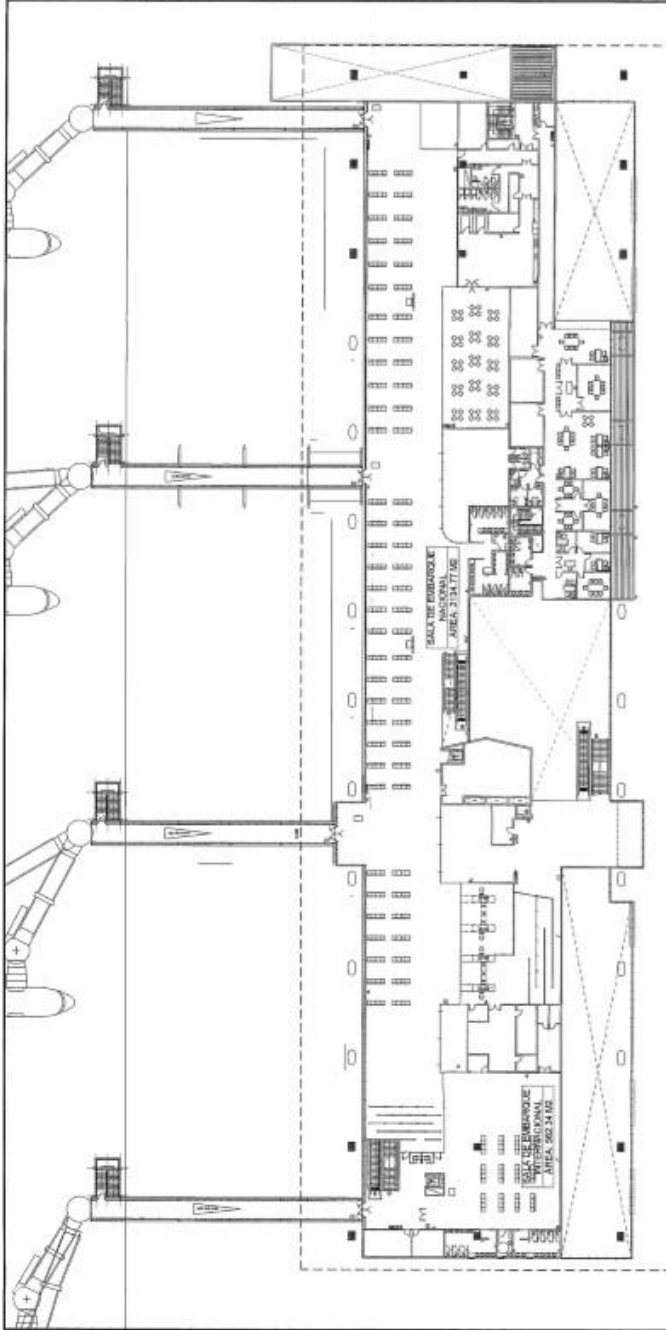 SALA DE EMBARQUE
NACIONAL
AREA: 2134.77 M2
SALA DE EMBARQUE
INTERNACIONAL
AREA: 562.34 M2